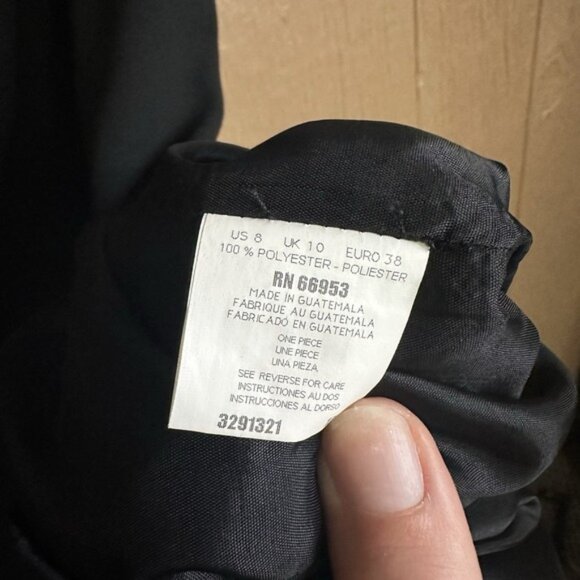 US 8 UK 10 EURO 38
100 % POLYESTER - POLIESTER
RN 66953
MADE IN GUATEMALA
FABRIQUE AU GUATEMALA
FABRICADO EN GUATEMALA
ONE PIECE
UNE PIECE
UNA PIEZA
SEE REVERSE FOR CARE
INSTRUCTIONES AU DOS
INSTRUCCIONES AL DORSO
3291321